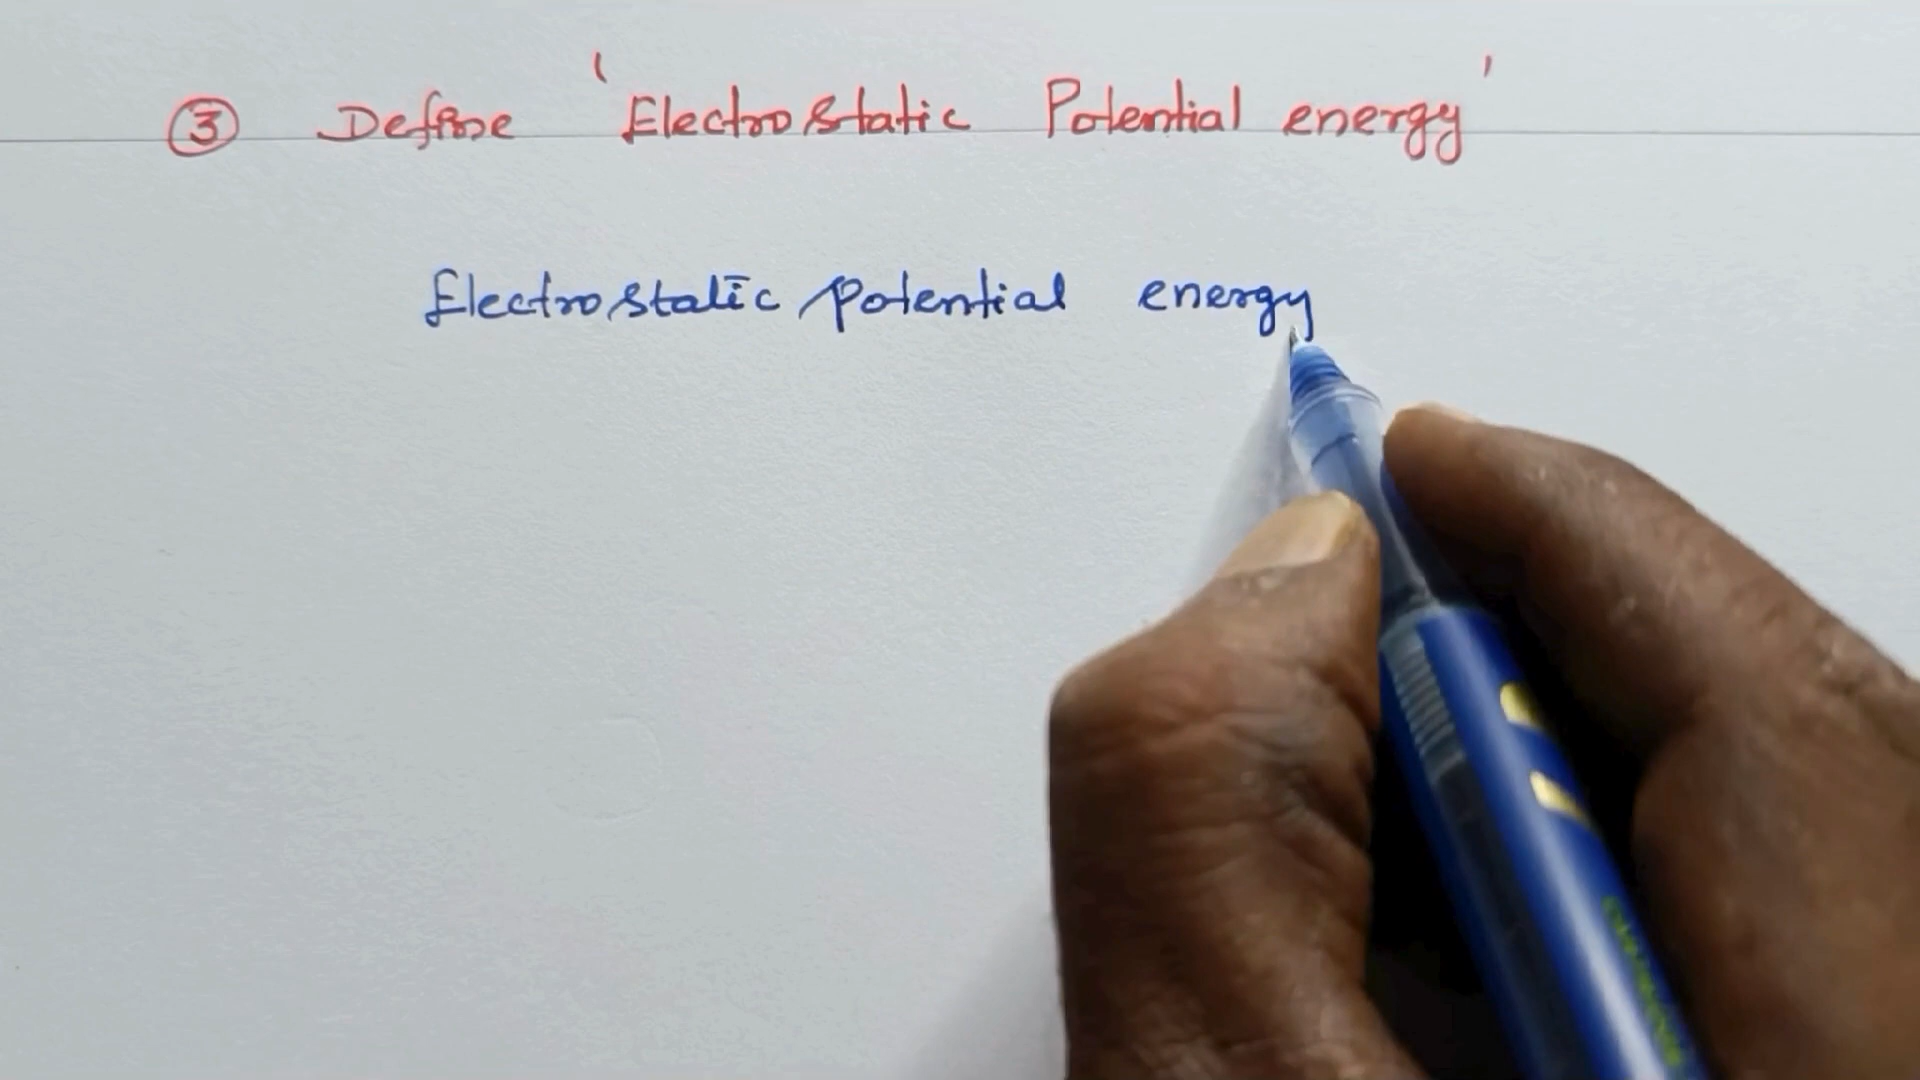 ③ Define 'Electrostatic Potential energy'
Electrostatic potential energy